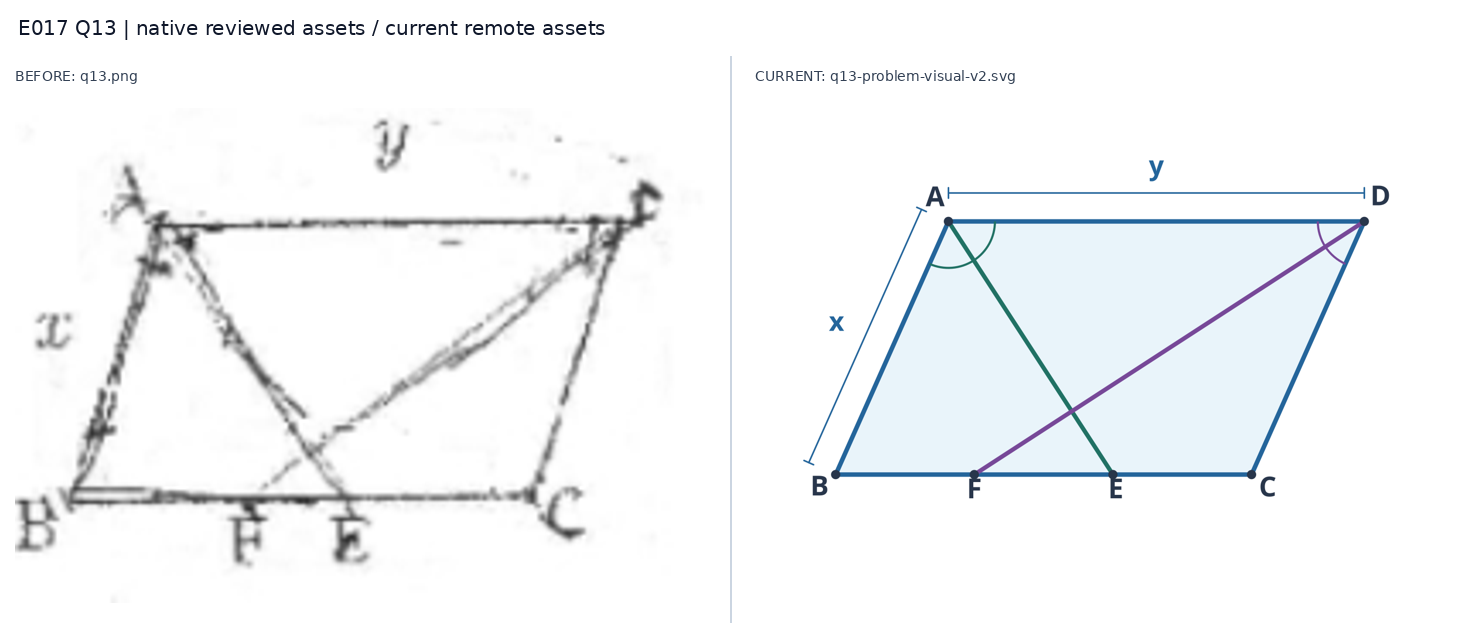 E017 Q13 | native reviewed assets / current remote assets
BEFORE: q13.png
CURRENT: q13-problem-visual-v2.svg
y
A
x
B
F
E
C
y
A
D
x
B
F
E
C